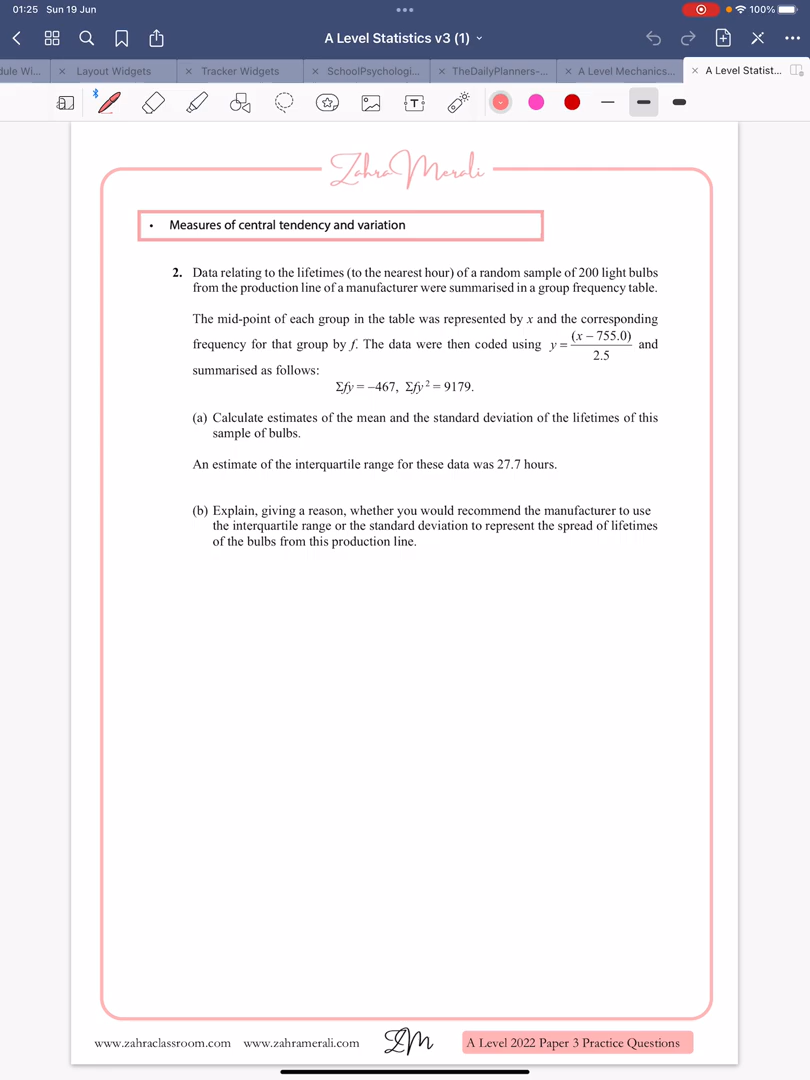 01:25 Sun 19 Jun
100%
A Level Statistics v3 (1)
dule Wi...
Layout Widgets
Tracker Widgets
SchoolPsychologi...
TheDailyPlanners-...
A Level Mechanics...
A Level Statist...
T
Zahra Merali
• Measures of central tendency and variation
2. Data relating to the lifetimes (to the nearest hour) of a random sample of 200 light bulbs
from the production line of a manufacturer were summarised in a group frequency table.
The mid-point of each group in the table was represented by x and the corresponding
frequency for that group by f. The data were then coded using y = (x – 755.0) / 2.5 and
summarised as follows:
Σfy = –467, Σfy² = 9179.
(a) Calculate estimates of the mean and the standard deviation of the lifetimes of this
sample of bulbs.
An estimate of the interquartile range for these data was 27.7 hours.
(b) Explain, giving a reason, whether you would recommend the manufacturer to use
the interquartile range or the standard deviation to represent the spread of lifetimes
of the bulbs from this production line.
www.zahraclassroom.com www.zahramerali.com ZM A Level 2022 Paper 3 Practice Questions